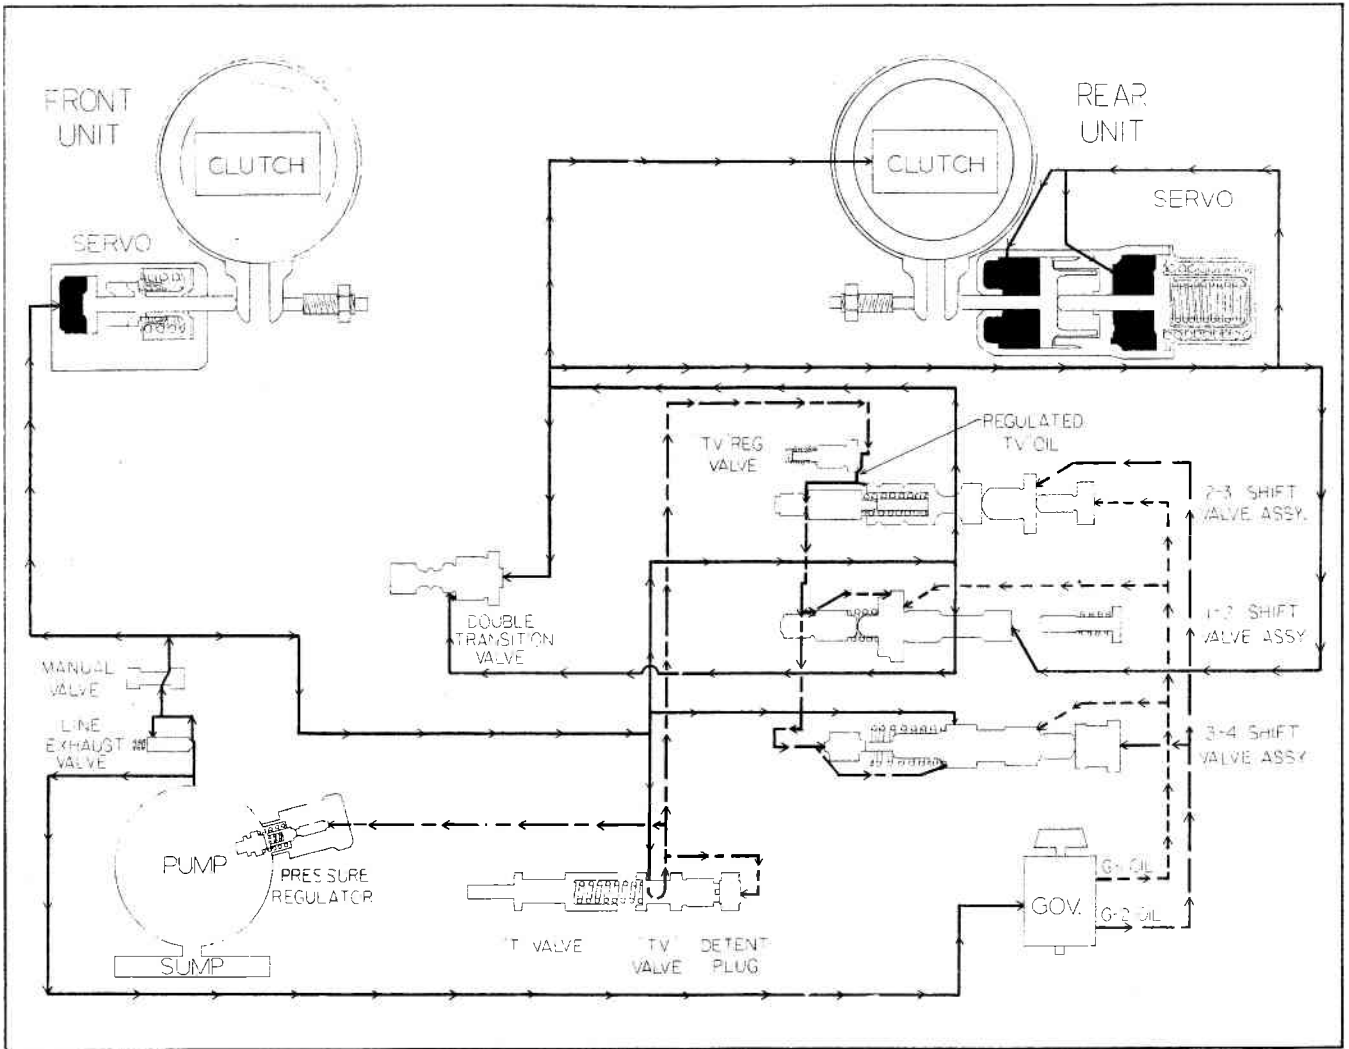 FRONT
UNIT
CLUTCH
SERVO
REAR
UNIT
CLUTCH
SERVO
"TV" REG
VALVE
REGULATED
"TV" OIL
2-3 SHIFT
VALVE ASSY.
DOUBLE
TRANSITION
VALVE
1-2 SHIFT
VALVE ASSY.
MANUAL
VALVE
LINE
EXHAUST
VALVE
3-4 SHIFT
VALVE ASSY.
PUMP
PRESSURE
REGULATOR
SUMP
"T" VALVE
"TV"
VALVE
DETENT
PLUG
GOV.
G-1 OIL
G-2-OIL